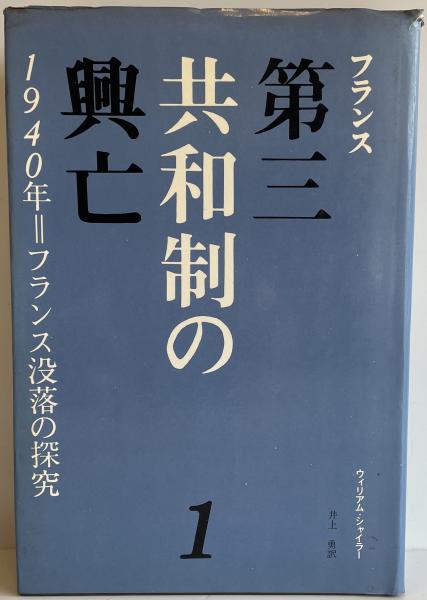 フランス
第三
共和制の
興亡
1940年=フランス没落の探究
1
ウィリアム・シャイラー
井上 勇訳